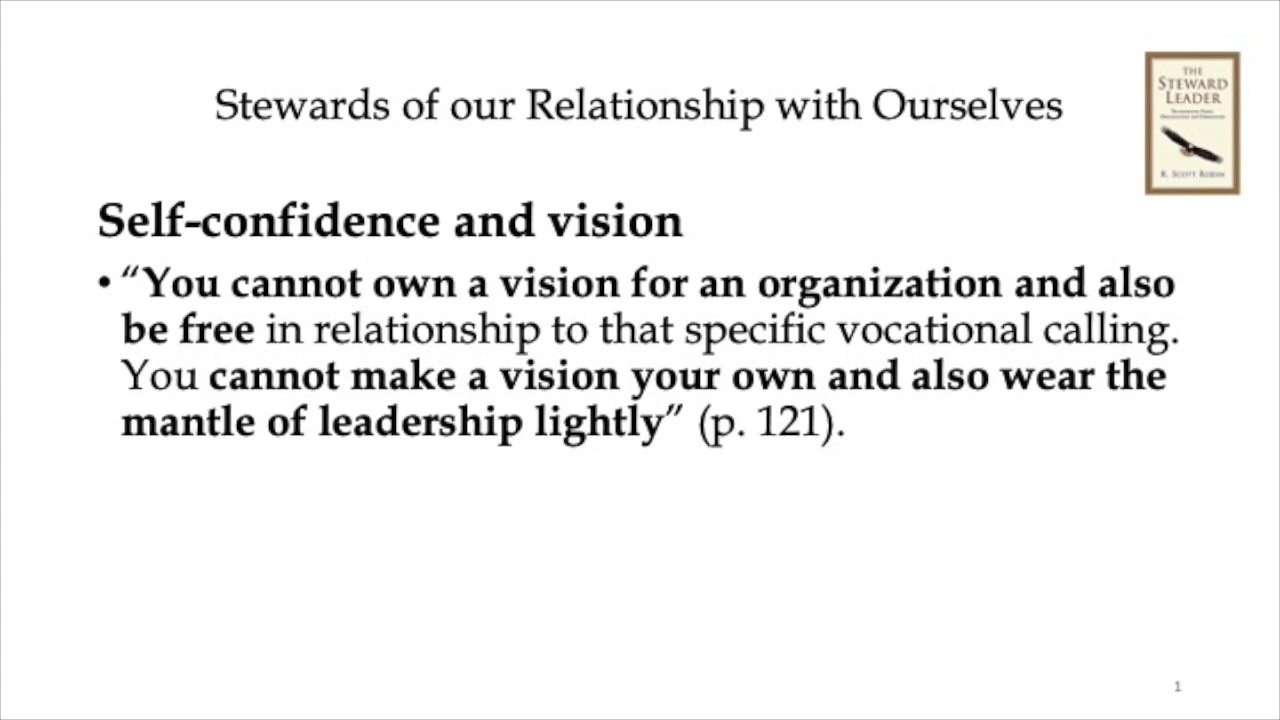 Stewards of our Relationship with Ourselves
THE
STEWARD
LEADER
R. SCOTT RODIN
Self-confidence and vision
• “You cannot own a vision for an organization and also
be free in relationship to that specific vocational calling.
You cannot make a vision your own and also wear the
mantle of leadership lightly” (p. 121).
1